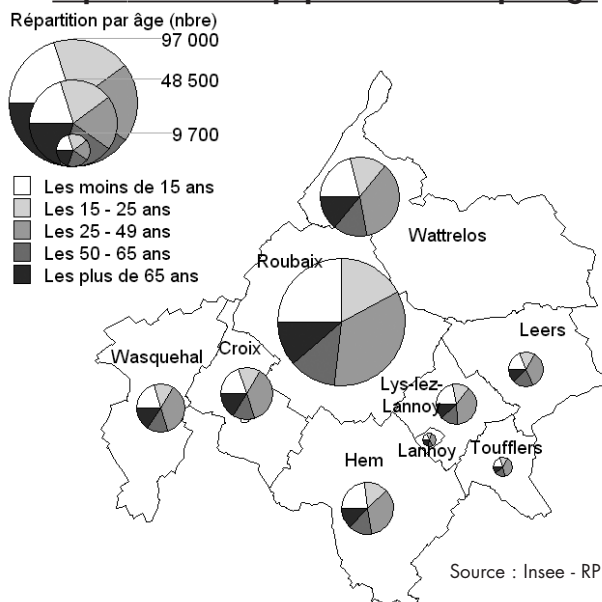 Répartition par âge (nbre)
97 000
48 500
9 700
Les moins de 15 ans
Les 15 - 25 ans
Les 25 - 49 ans
Les 50 - 65 ans
Les plus de 65 ans
Wattrelos
Roubaix
Leers
Wasquehal
Croix
Lys-lez-
Lannoy
Lannoy
Toufflers
Hem
Source : Insee - RP